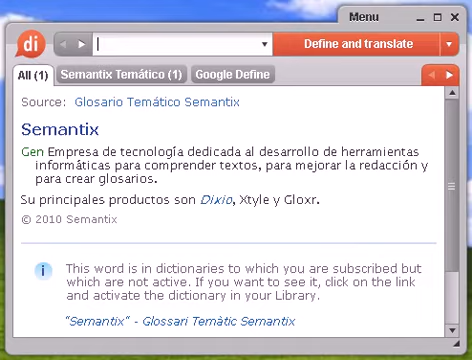 Menu
di
Define and translate
All (1)
Semantix Temático (1)
Google Define
Source: Glosario Temático Semantix
Semantix
Gen Empresa de tecnología dedicada al desarrollo de herramientas
informáticas para comprender textos, para mejorar la redacción y
para crear glosarios.
Su principales productos son Dixio, Xtyle y Gloxr.
© 2010 Semantix
This word is in dictionaries to which you are subscribed but
which are not active. If you want to see it, click on the link
and activate the dictionary in your Library.
"Semantix" - Glossari Temàtic Semantix